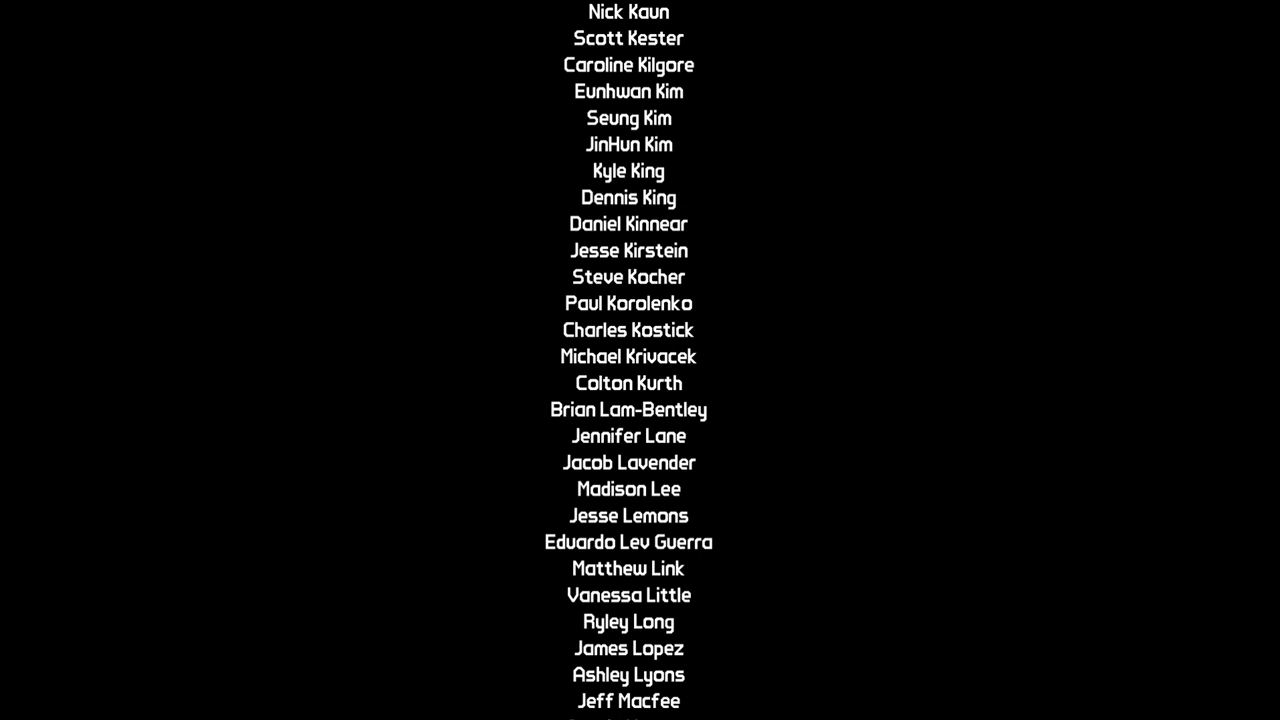 Nick Kaun
Scott Kester
Caroline Kilgore
Eunhwan Kim
Seung Kim
JinHun Kim
Kyle King
Dennis King
Daniel Kinnear
Jesse Kirstein
Steve Kocher
Paul Korolenko
Charles Kostick
Michael Krivacek
Colton Kurth
Brian Lam-Bentley
Jennifer Lane
Jacob Lavender
Madison Lee
Jesse Lemons
Eduardo Lev Guerra
Matthew Link
Vanessa Little
Ryley Long
James Lopez
Ashley Lyons
Jeff Macfee